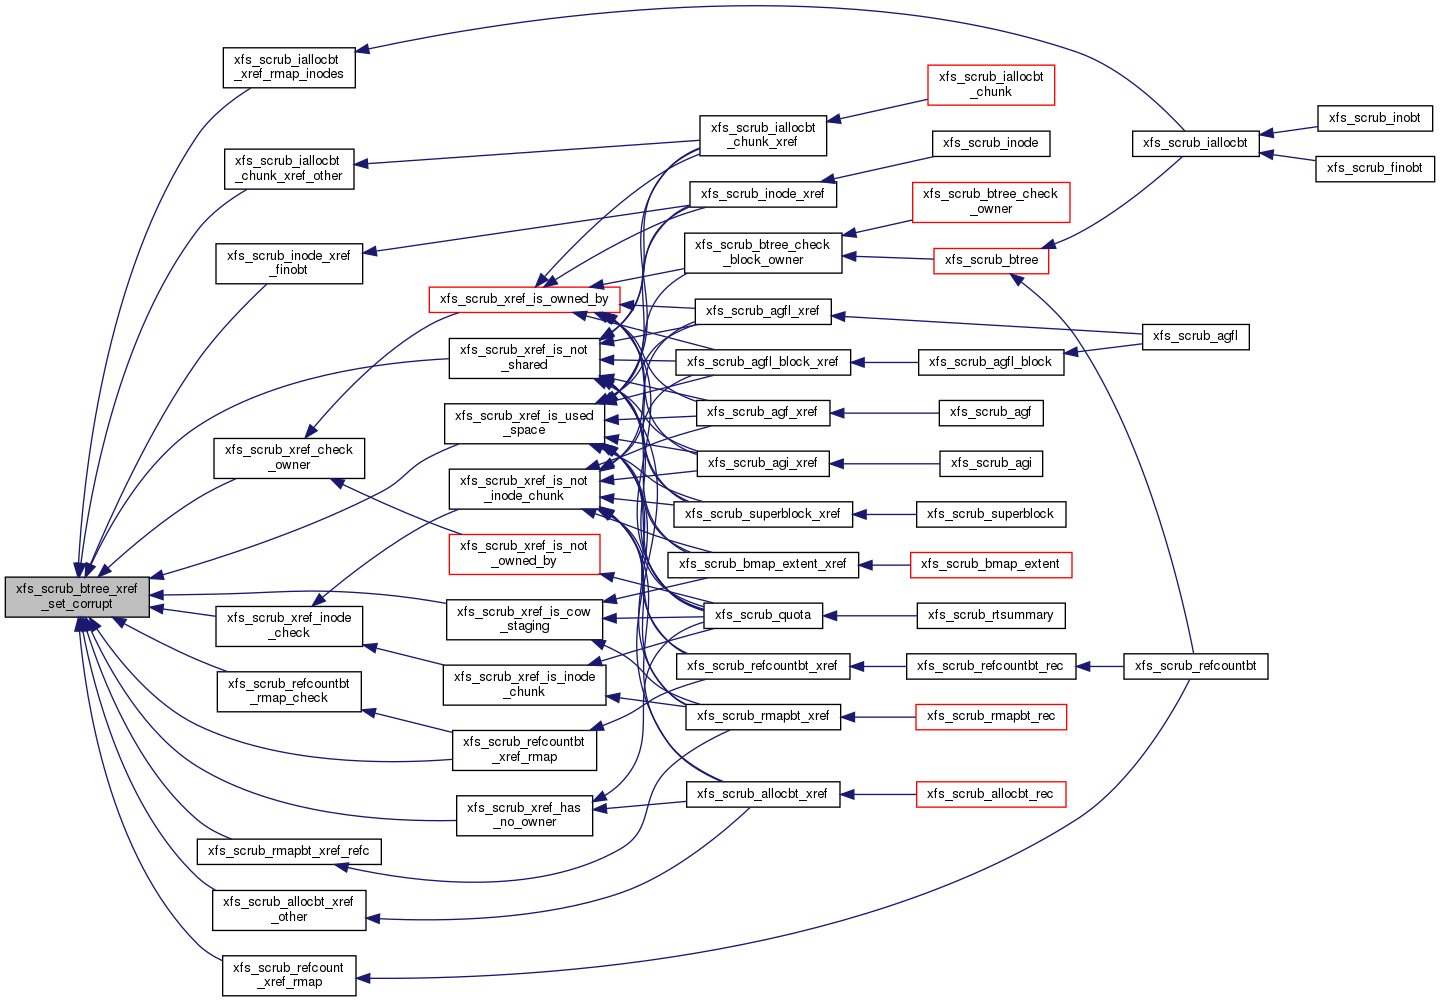 xfs_scrub_btree_xref
_set_corrupt
xfs_scrub_iallocbt
_xref_rmap_inodes
xfs_scrub_iallocbt
_chunk_xref_other
xfs_scrub_inode_xref
_finobt
xfs_scrub_xref_check
_owner
xfs_scrub_xref_inode
_check
xfs_scrub_refcountbt
_rmap_check
xfs_scrub_rmapbt_xref_refc
xfs_scrub_allocbt_xref
_other
xfs_scrub_refcount
_xref_rmap
xfs_scrub_xref_is_owned_by
xfs_scrub_xref_is_not
_shared
xfs_scrub_xref_is_used
_space
xfs_scrub_xref_is_not
_inode_chunk
xfs_scrub_xref_is_not
_owned_by
xfs_scrub_xref_is_cow
_staging
xfs_scrub_xref_is_inode
_chunk
xfs_scrub_refcountbt
_xref_rmap
xfs_scrub_xref_has
_no_owner
xfs_scrub_iallocbt
_chunk_xref
xfs_scrub_inode_xref
xfs_scrub_btree_check
_block_owner
xfs_scrub_agfl_xref
xfs_scrub_agfl_block_xref
xfs_scrub_agf_xref
xfs_scrub_agi_xref
xfs_scrub_superblock_xref
xfs_scrub_bmap_extent_xref
xfs_scrub_quota
xfs_scrub_refcountbt_xref
xfs_scrub_rmapbt_xref
xfs_scrub_allocbt_xref
xfs_scrub_iallocbt
_chunk
xfs_scrub_inode
xfs_scrub_btree_check
_owner
xfs_scrub_btree
xfs_scrub_agfl_block
xfs_scrub_agf
xfs_scrub_agi
xfs_scrub_superblock
xfs_scrub_bmap_extent
xfs_scrub_rtsummary
xfs_scrub_refcountbt_rec
xfs_scrub_rmapbt_rec
xfs_scrub_allocbt_rec
xfs_scrub_iallocbt
xfs_scrub_agfl
xfs_scrub_refcountbt
xfs_scrub_inobt
xfs_scrub_finobt